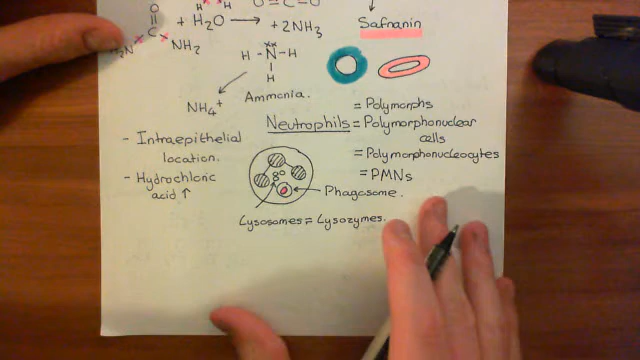 O
O=C=O
H H
C + H2O → + 2NH3
H2N NH2
Safranin
H - N - H
H
NH4+
Ammonia.
= Polymorphs
Neutrophils = Polymorphonuclear
cells
= Polymorphonucleocytes
= PMNs
- Intraepithelial
location.
- Hydrochloric
acid ↑
Phagosome.
Lysosomes = Lysozymes.